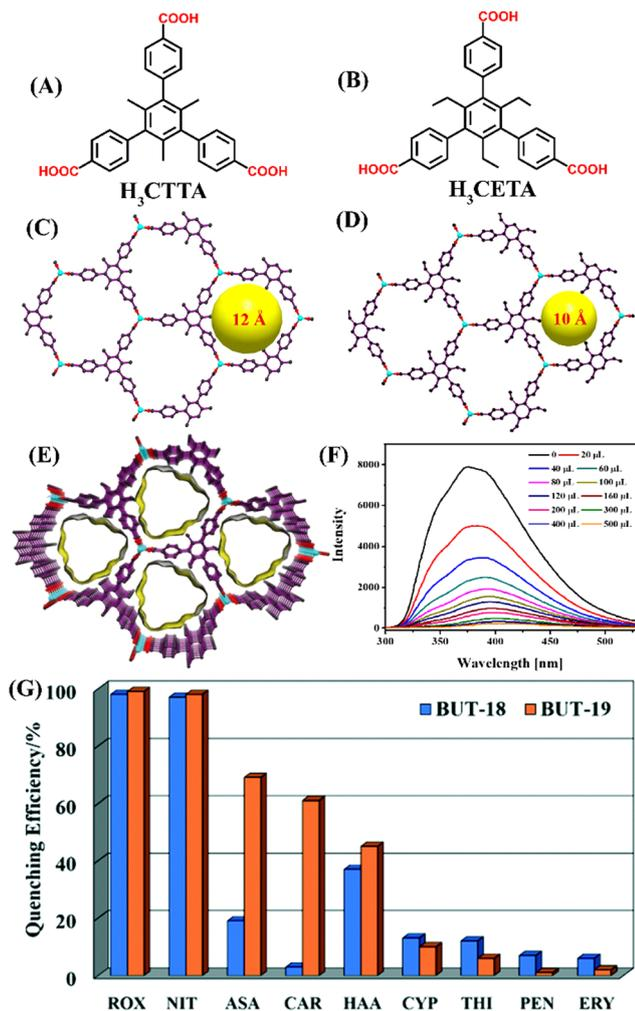 (A)
COOH
HOOC
COOH
H₃CTTA
(B)
COOH
HOOC
COOH
H₃CETA
(C)
12 Å
(D)
10 Å
(E)
(F)
Intensity
8000
6000
4000
2000
0
300
350
400
450
500
Wavelength [nm]
0
20 μL
40 μL
60 μL
80 μL
100 μL
120 μL
160 μL
200 μL
300 μL
400 μL
500 μL
(G)
Quenching Efficiency/%
100
80
60
40
20
0
BUT-18
BUT-19
ROX NIT ASA CAR HAA CYP THI PEN ERY